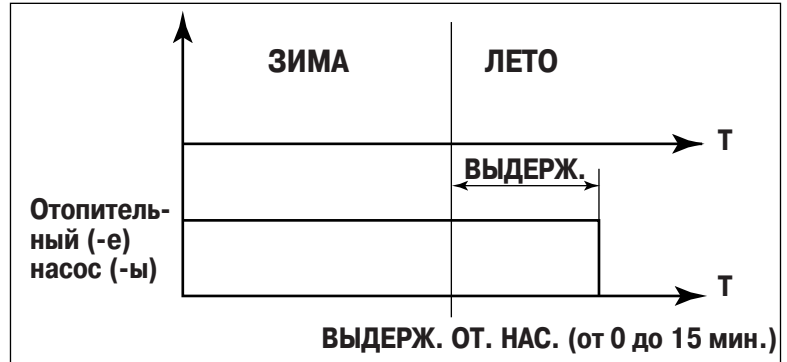 ЗИМА ЛЕТО
Т
ВЫДЕРЖ.
Отопитель-
ный (-е)
насос (-ы)
Т
ВЫДЕРЖ. ОТ. НАС. (от 0 до 15 мин.)